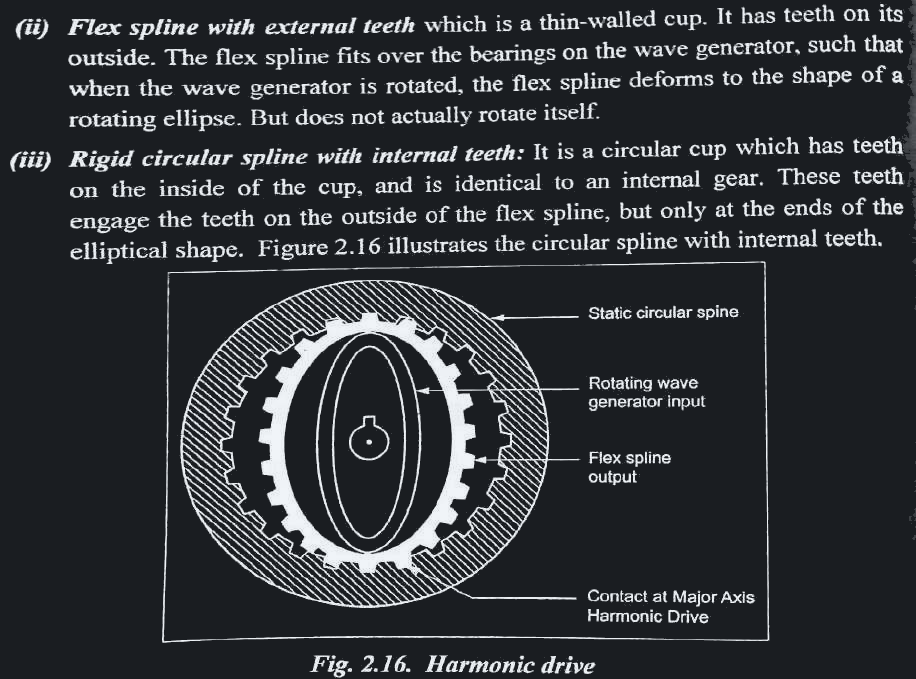 (ii) Flex spline with external teeth which is a thin-walled cup. It has teeth on its
outside. The flex spline fits over the bearings on the wave generator, such that
when the wave generator is rotated, the flex spline deforms to the shape of a
rotating ellipse. But does not actually rotate itself.
(iii) Rigid circular spline with internal teeth: It is a circular cup which has teeth
on the inside of the cup, and is identical to an internal gear. These teeth
engage the teeth on the outside of the flex spline, but only at the ends of the
elliptical shape. Figure 2.16 illustrates the circular spline with internal teeth.
Static circular spine
Rotating wave
generator input
Flex spline
output
Contact at Major Axis
Harmonic Drive
Fig. 2.16. Harmonic drive